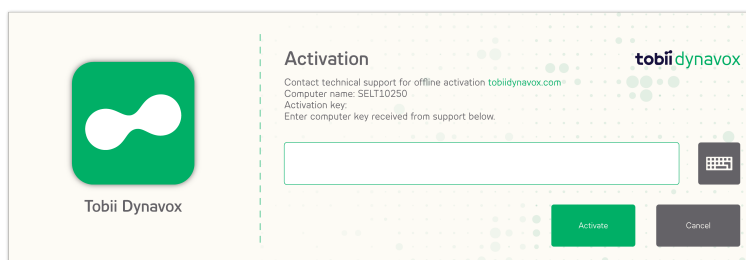 Activation
tobii dynavox
Contact technical support for offline activation tobiidynavox.com
Computer name: SELT10250
Activation key:
Enter computer key received from support below.
Tobii Dynavox
Activate
Cancel